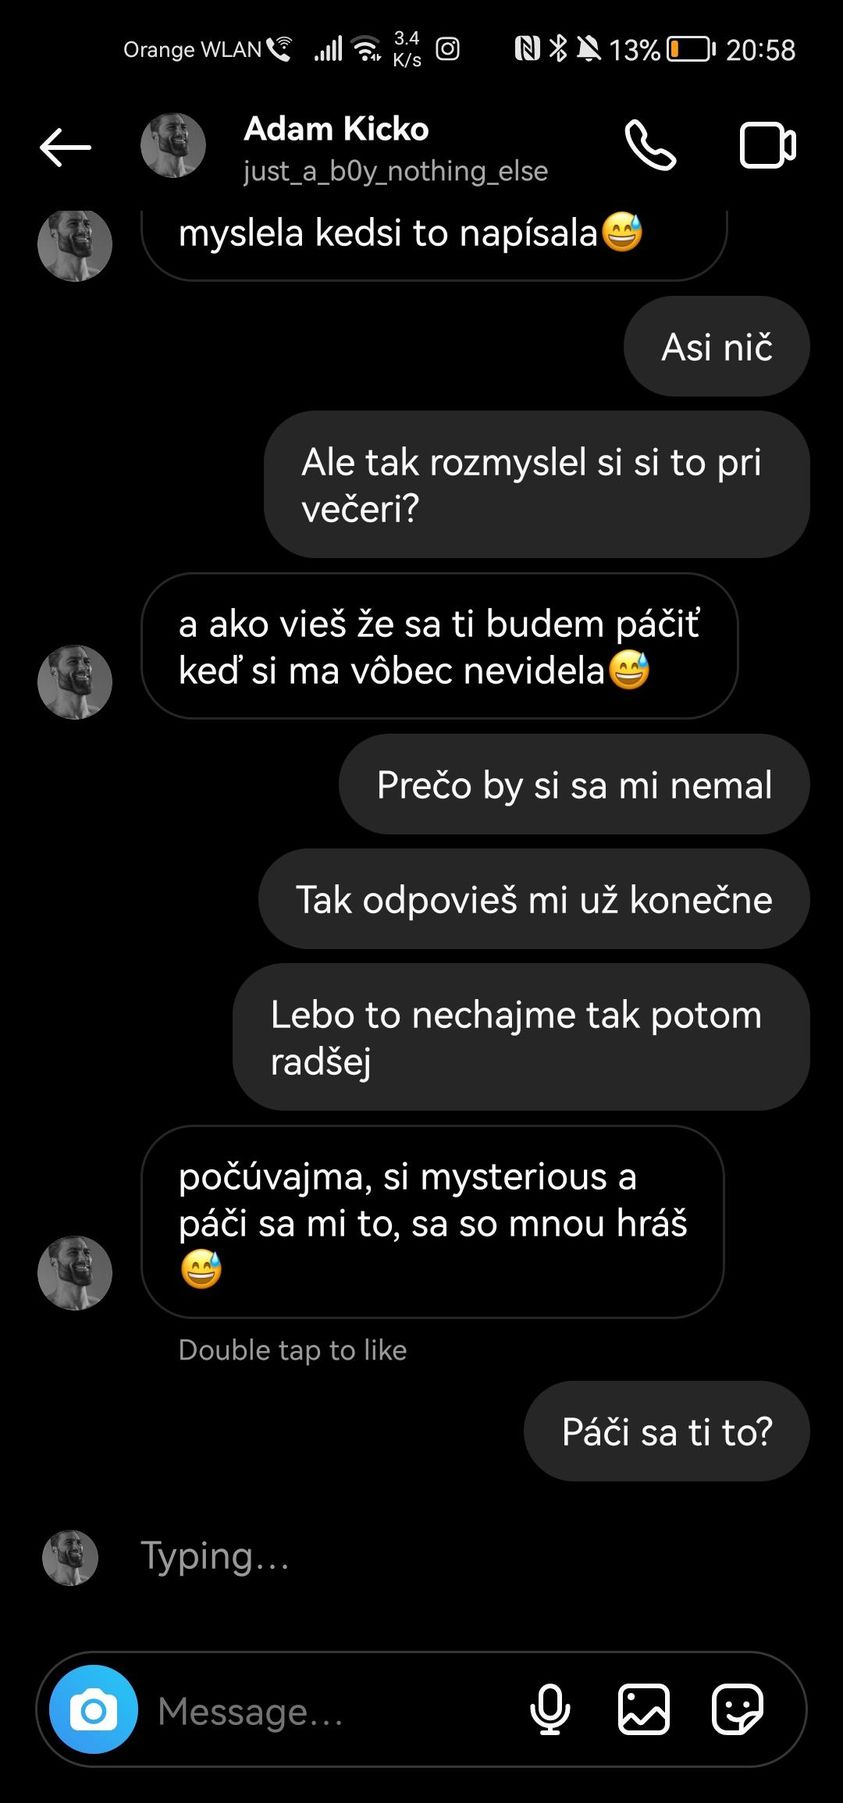 Orange WLAN 3.4 K/s 13% 20:58
Adam Kicko
just_a_b0y_nothing_else
myslela kedsi to napísala😅
Asi nič
Ale tak rozmyslel si si to pri
večeri?
a ako vieš že sa ti budem páčiť
keď si ma vôbec nevidela😅
Prečo by si sa mi nemal
Tak odpovieš mi už konečne
Lebo to nechajme tak potom
radšej
počúvajma, si mysterious a
páči sa mi to, sa so mnou hráš
😅
Double tap to like
Páči sa ti to?
Typing...
Message...